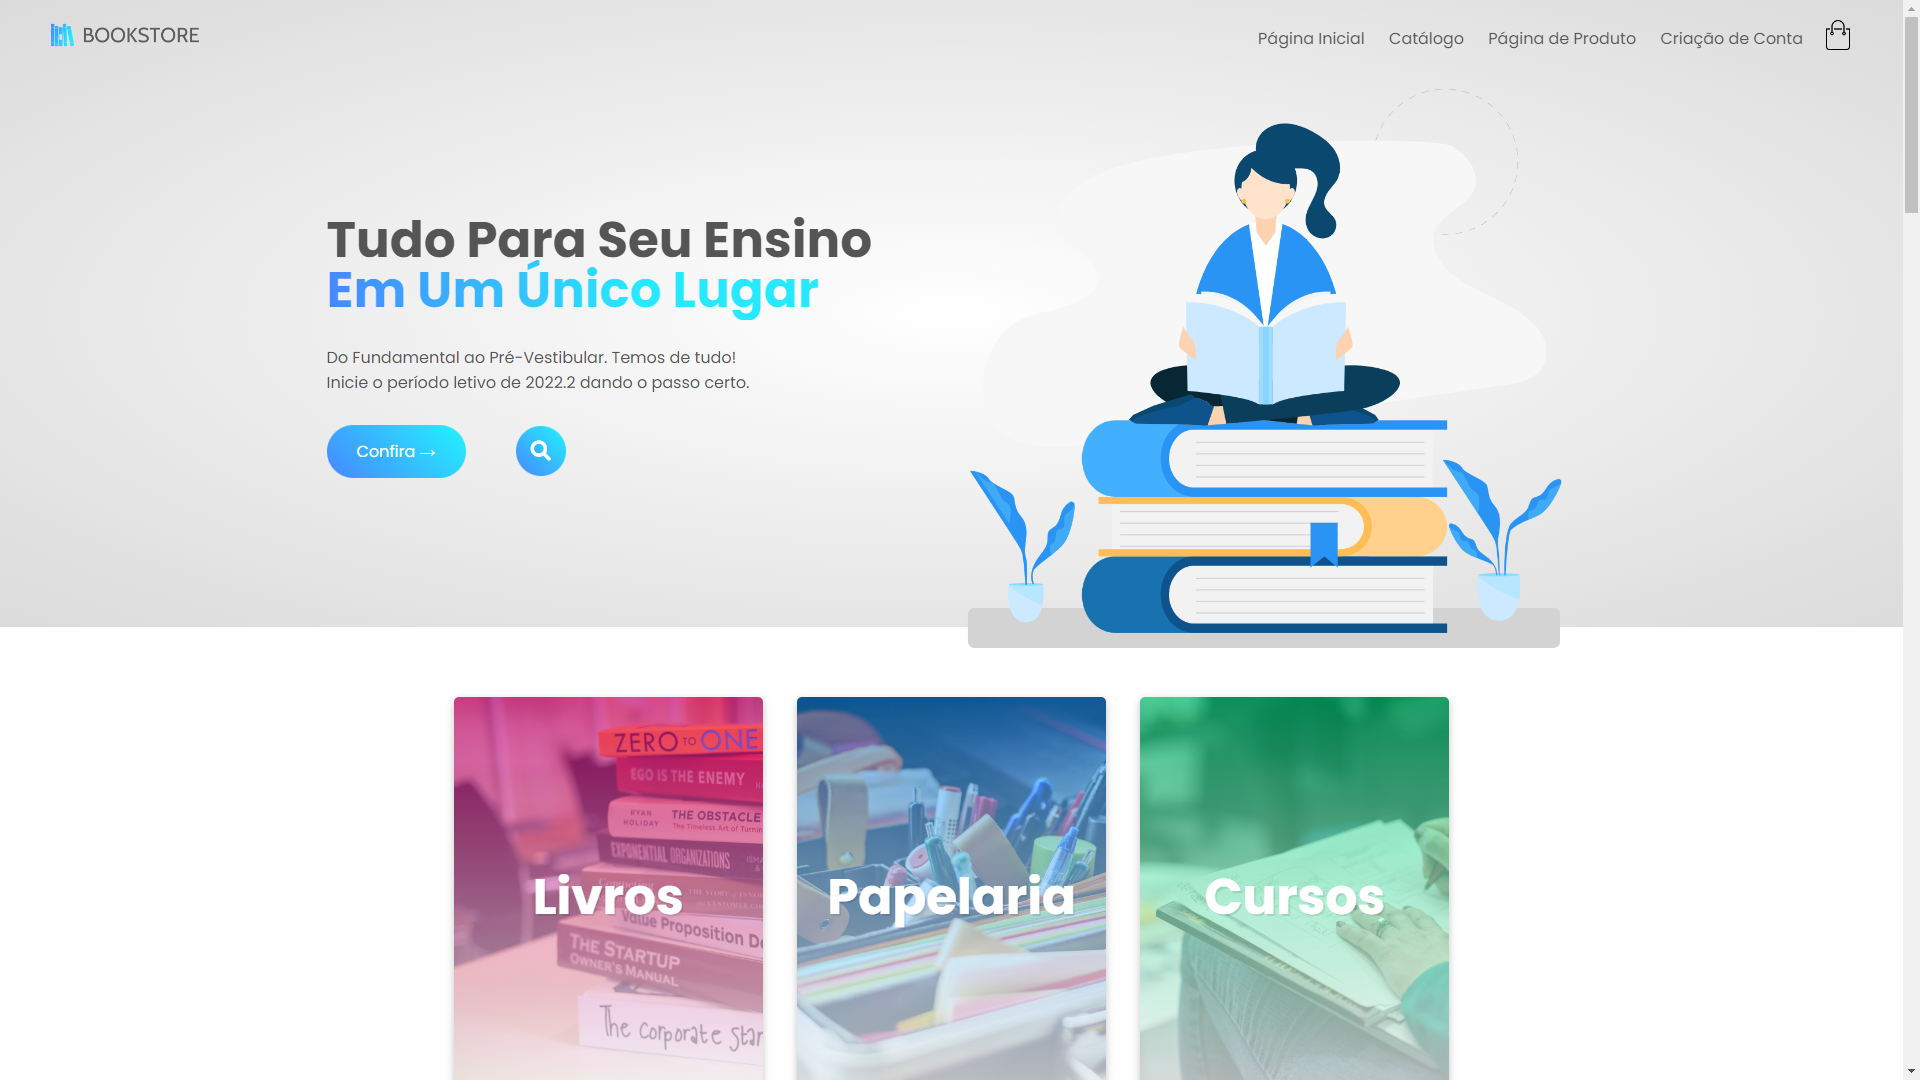 BOOKSTORE
Página Inicial
Catálogo
Página de Produto
Criação de Conta
Tudo Para Seu Ensino
Em Um Único Lugar
Do Fundamental ao Pré-Vestibular. Temos de tudo!
Inicie o período letivo de 2022.2 dando o passo certo.
Confira →
ZERO TO ONE
EGO IS THE ENEMY
RYAN HOLIDAY
THE OBSTACLE
The Timeless Art of Turnin
EXPONENTIAL ORGANIZATIONS
Livros
Value Proposition De
THE STARTUP
OWNER'S MANUAL
The corporate star
Papelaria
Cursos